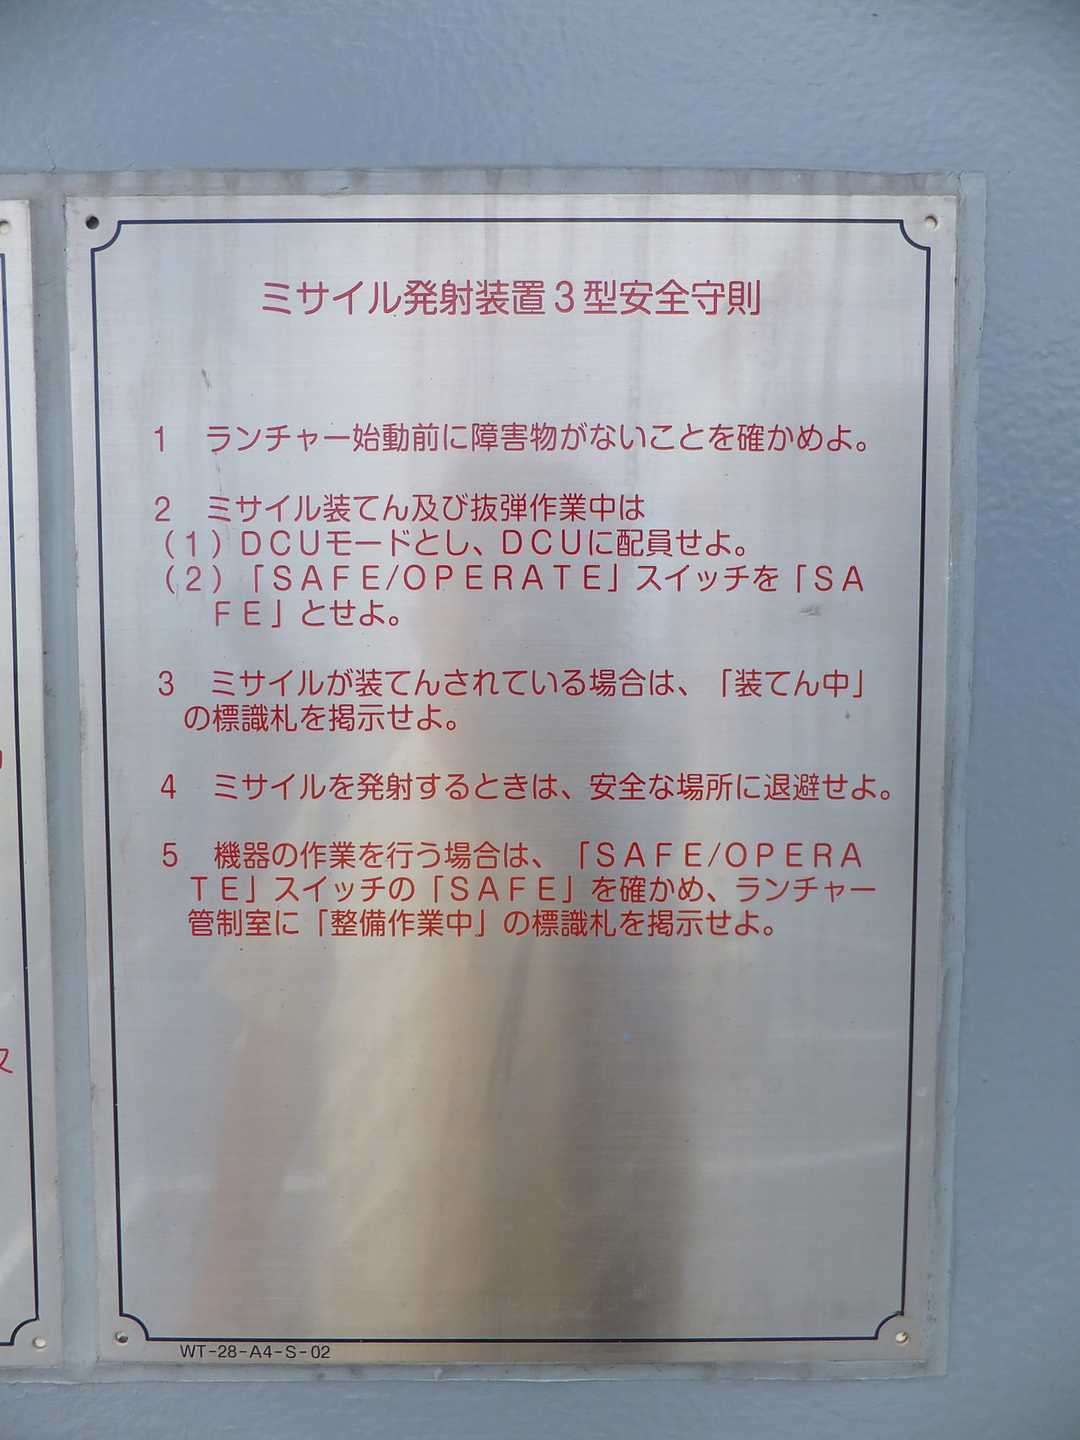 ミサイル発射装置3型安全守則
1 ランチャー始動前に障害物がないことを確かめよ。
2 ミサイル装てん及び抜弾作業中は
(1)DCUモードとし、DCUに配員せよ。
(2)「SAFE/OPERATE」スイッチを「SA
FE」とせよ。
3 ミサイルが装てんされている場合は、「装てん中」
の標識札を掲示せよ。
4 ミサイルを発射するときは、安全な場所に退避せよ。
5 機器の作業を行う場合は、「SAFE/OPERA
TE」スイッチの「SAFE」を確かめ、ランチャー
管制室に「整備作業中」の標識札を掲示せよ。
WT-28-A4-S-02